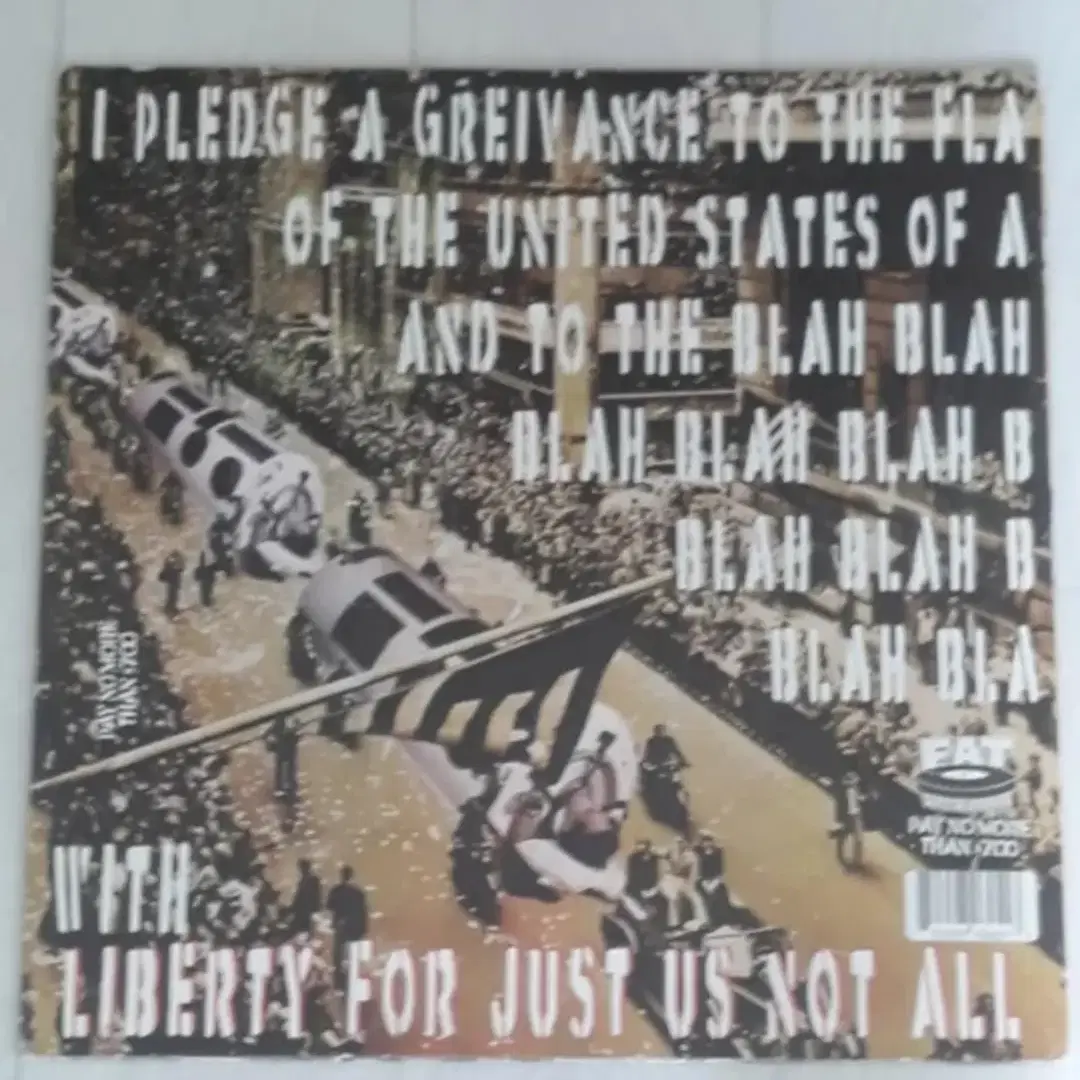 I PLEDGE A GREIVANCE TO THE FLA
OF THE UNITED STATES OF A
AND TO THE BLAH BLAH
BLAH BLAH BLAH B
BLAH BLAH B
BLAH BLA
PAY NO MORE
THAN $7.00
FAT
PAY NO MORE
THAN $7.00
WITH
LIBERTY FOR JUST US NOT ALL